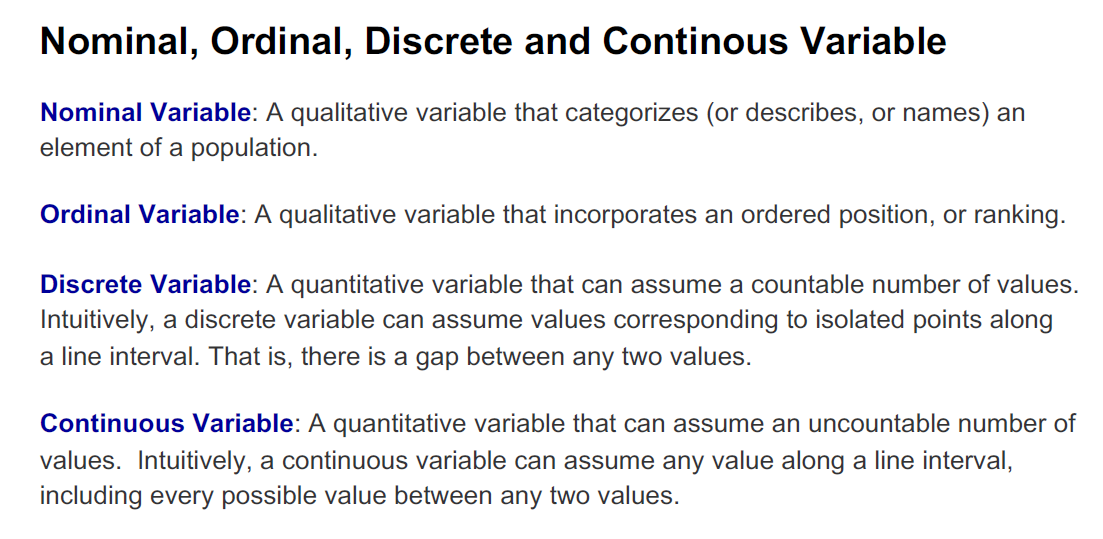 Nominal, Ordinal, Discrete and Continous Variable
Nominal Variable: A qualitative variable that categorizes (or describes, or names) an
element of a population.
Ordinal Variable: A qualitative variable that incorporates an ordered position, or ranking.
Discrete Variable: A quantitative variable that can assume a countable number of values.
Intuitively, a discrete variable can assume values corresponding to isolated points along
a line interval. That is, there is a gap between any two values.
Continuous Variable: A quantitative variable that can assume an uncountable number of
values.  Intuitively, a continuous variable can assume any value along a line interval,
including every possible value between any two values.